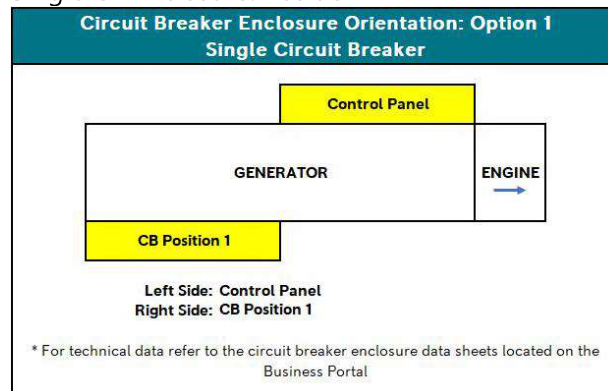 Circuit Breaker Enclosure Orientation: Option 1
Single Circuit Breaker
Control Panel
GENERATOR
ENGINE
CB Position 1
Left Side: Control Panel
Right Side: CB Position 1
* For technical data refer to the circuit breaker enclosure data sheets located on the
Business Portal